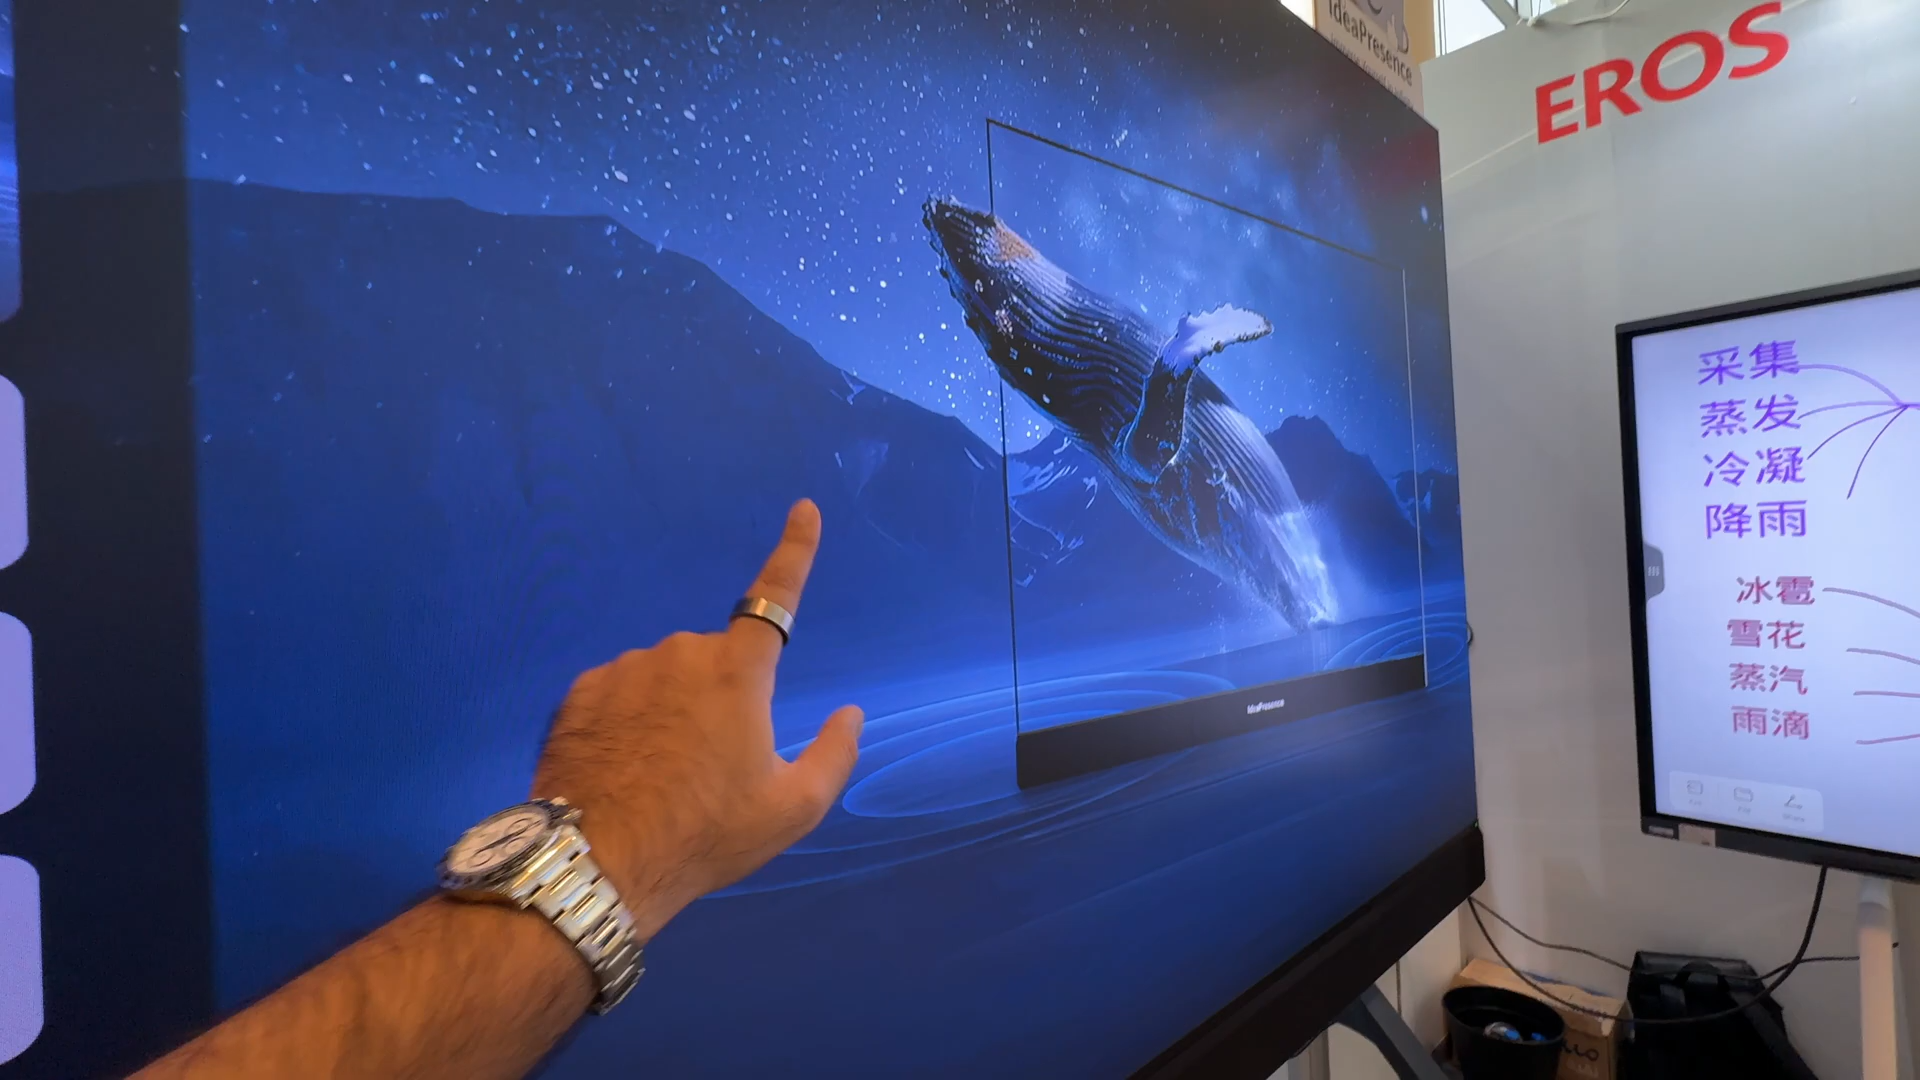 IdeaPresence
EROS
采集
蒸发
冷凝
降雨
冰雹
雪花
蒸汽
雨滴
IdeaPresence